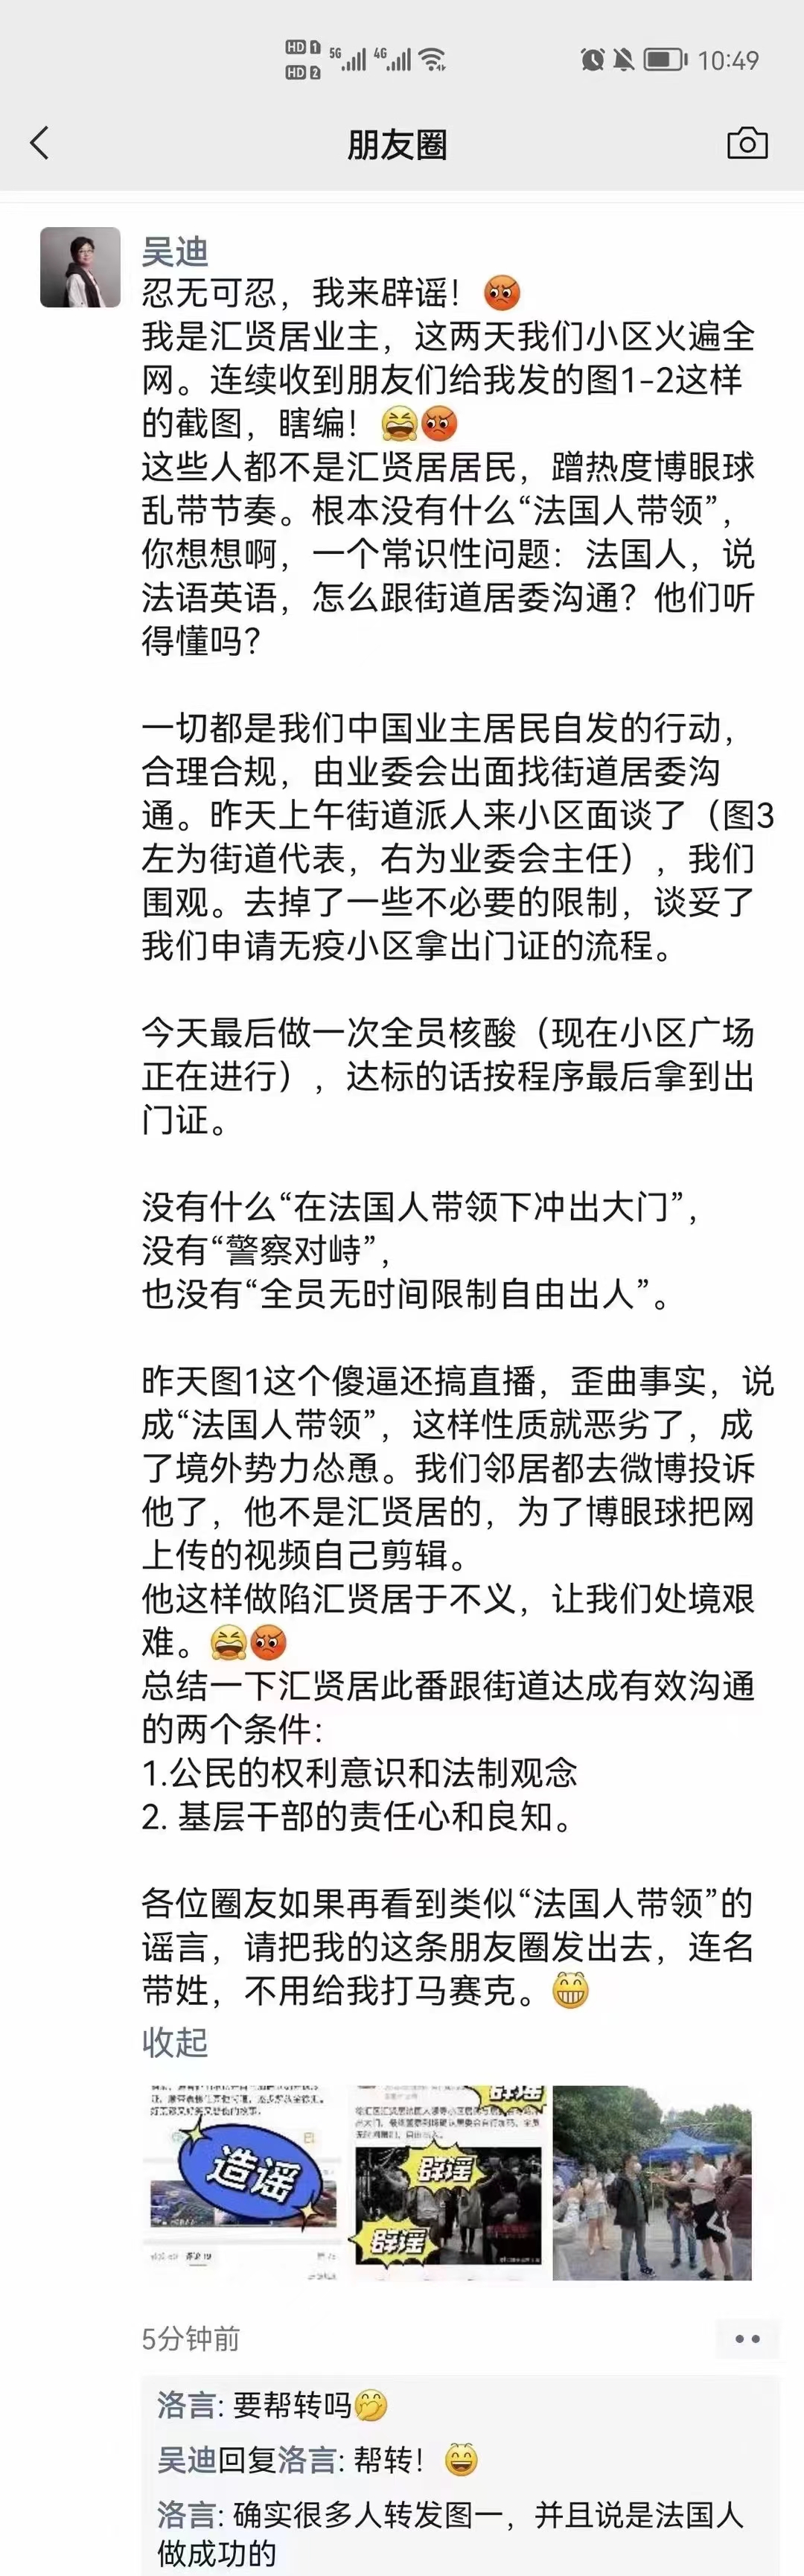 HD 1
HD 2
5G
4G
10:49
朋友圈
吴迪
忍无可忍，我来辟谣！😡
我是汇贤居业主，这两天我们小区火遍全
网。连续收到朋友们给我发的图1-2这样
的截图，瞎编！😫😡
这些人都不是汇贤居居民，蹭热度博眼球
乱带节奏。根本没有什么“法国人带领”，
你想想啊，一个常识性问题：法国人，说
法语英语，怎么跟街道居委沟通？他们听
得懂吗？
一切都是我们中国业主居民自发的行动，
合理合规，由业委会出面找街道居委沟
通。昨天上午街道派人来小区面谈了（图3
左为街道代表，右为业委会主任），我们
围观。去掉了一些不必要的限制，谈妥了
我们申请无疫小区拿出门证的流程。
今天最后做一次全员核酸（现在小区广场
正在进行），达标的话按程序最后拿到出
门证。
没有什么“在法国人带领下冲出大门”，
没有“警察对峙”，
也没有“全员无时间限制自由出人”。
昨天图1这个傻逼还搞直播，歪曲事实，说
成“法国人带领”，这样性质就恶劣了，成
了境外势力怂恿。我们邻居都去微博投诉
他了，他不是汇贤居的，为了博眼球把网
上传的视频自己剪辑。
他这样做陷汇贤居于不义，让我们处境艰
难。😫😡
总结一下汇贤居此番跟街道达成有效沟通
的两个条件：
1.公民的权利意识和法制观念
2. 基层干部的责任心和良知。
各位圈友如果再看到类似“法国人带领”的
谣言，请把我的这条朋友圈发出去，连名
带姓，不用给我打马赛克。😁
收起
造谣
辟谣
辟谣
辟谣
5分钟前
洛言: 要帮转吗🤭
吴迪回复洛言: 帮转！😄
洛言: 确实很多人转发图一，并且说是法国人
做成功的